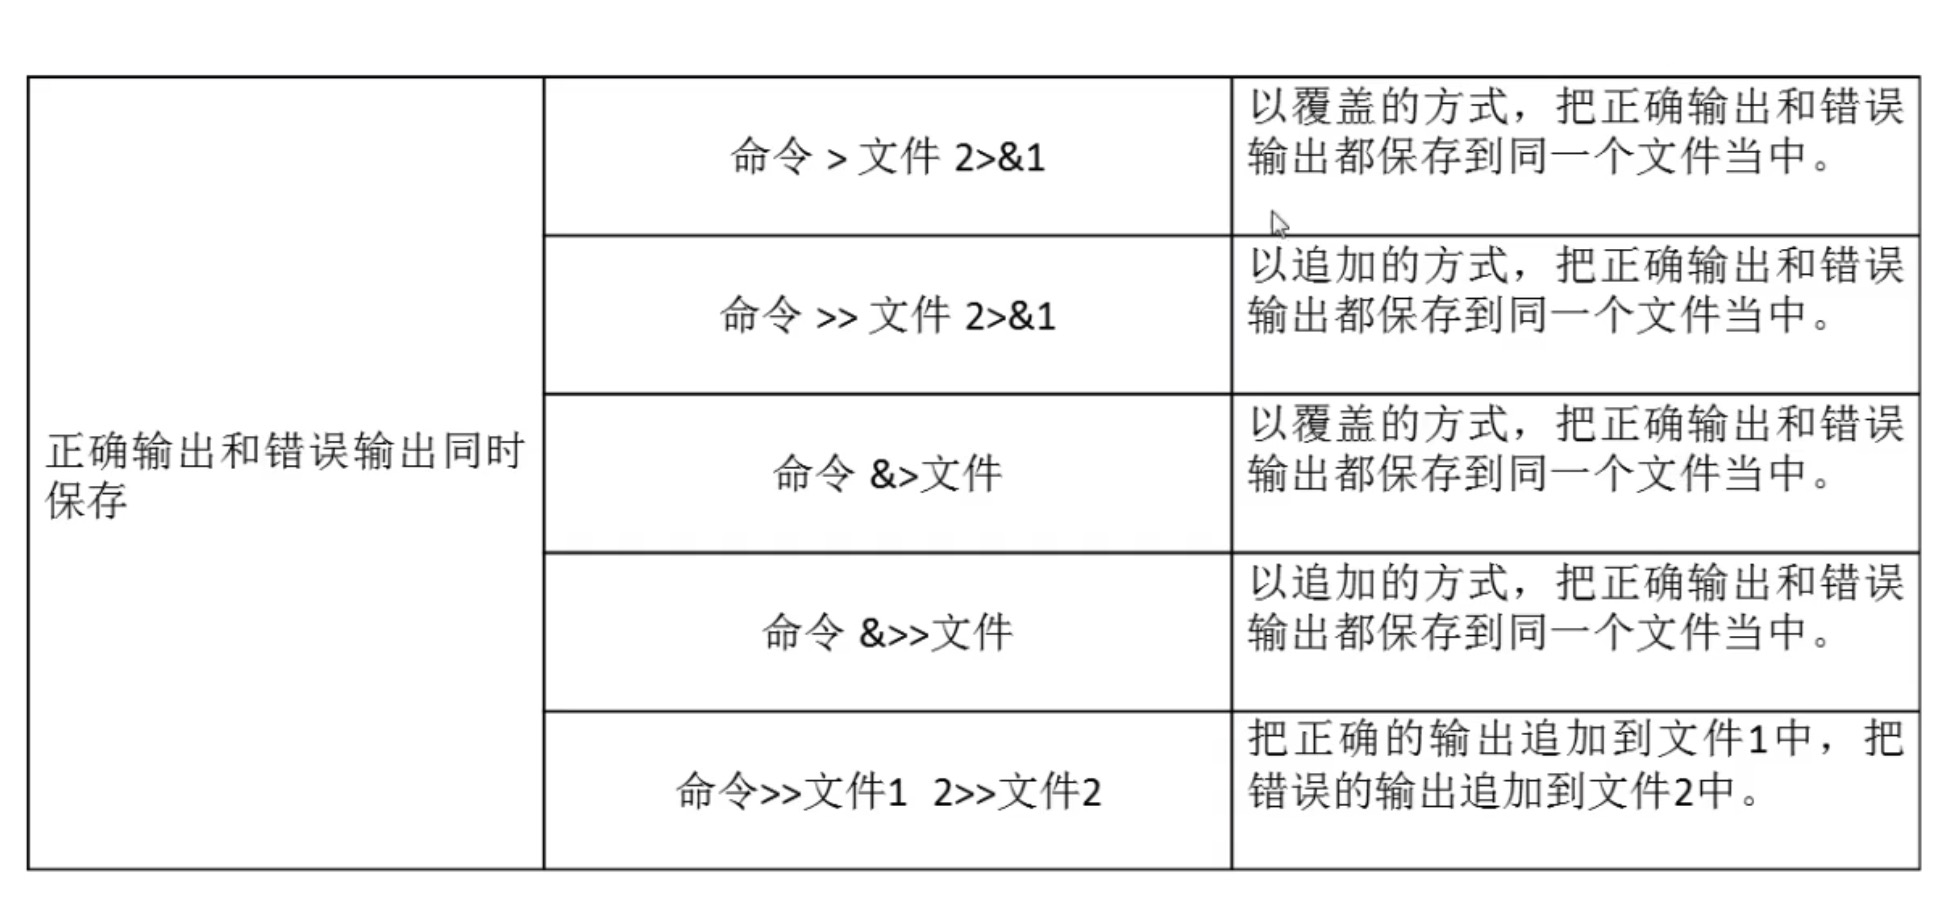 正确输出和错误输出同时
保存
命令 > 文件 2>&1
以覆盖的方式，把正确输出和错误
输出都保存到同一个文件当中。
命令 >> 文件 2>&1
以追加的方式，把正确输出和错误
输出都保存到同一个文件当中。
命令 &>文件
以覆盖的方式，把正确输出和错误
输出都保存到同一个文件当中。
命令 &>>文件
以追加的方式，把正确输出和错误
输出都保存到同一个文件当中。
命令>>文件1 2>>文件2
把正确的输出追加到文件1中，把
错误的输出追加到文件2中。